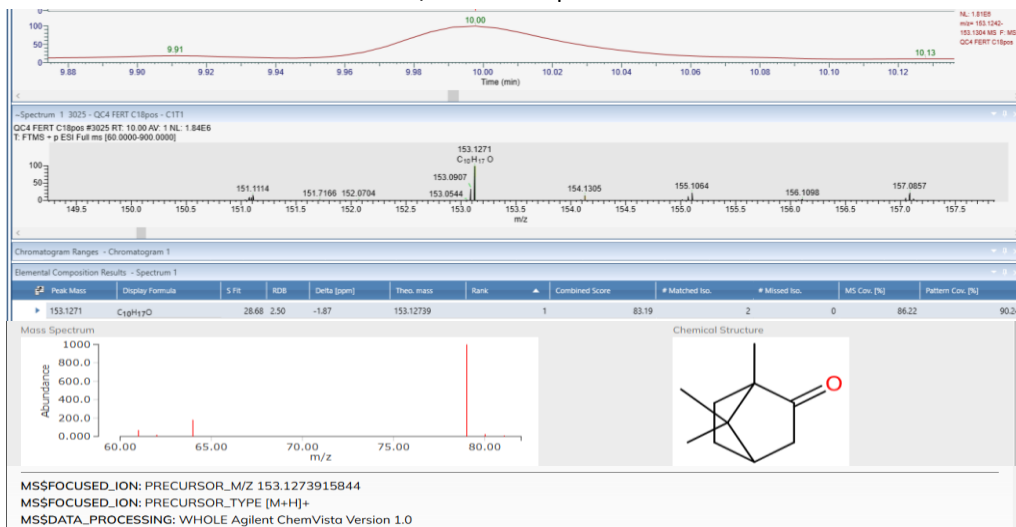 NL: 1.81E6
m/z= 153.1242-
153.1304 MS F: MS
QC4 FERT C18pos
100
50
0
10.00
9.91
10.13
9.88 9.90 9.92 9.94 9.96 9.98 10.00 10.02 10.04 10.06 10.08 10.10 10.12
Time (min)
~Spectrum 1 3025 - QC4 FERT C18pos - C1T1
QC4 FERT C18pos #3025 RT: 10.00 AV: 1 NL: 1.84E6
T: FTMS + p ESI Full ms [60.0000-900.0000]
153.1271
C10H17O
100
50
0
151.1114
151.7166 152.0704
153.0907
153.0544
154.1305
155.1064
156.1098
157.0857
149.5 150.0 150.5 151.0 151.5 152.0 152.5 153.0 153.5 154.0 154.5 155.0 155.5 156.0 156.5 157.0 157.5
m/z
Chromatogram Ranges - Chromatogram 1
Elemental Composition Results - Spectrum 1
Peak Mass Display Formula S Fit RDB Delta [ppm] Theo. mass Rank Combined Score # Matched Iso. # Missed Iso. MS Cov. [%] Pattern Cov. [%]
153.1271 C10H17O 28.68 2.50 -1.87 153.12739 1 83.19 2 0 86.22 90.24
Mass Spectrum
Chemical Structure
1000
800.0
600.0
400.0
200.0
0.000
Abundance
60.00 65.00 70.00 75.00 80.00
m/z
O
MS$FOCUSED_ION: PRECURSOR_M/Z 153.1273915844
MS$FOCUSED_ION: PRECURSOR_TYPE [M+H]+
MS$DATA_PROCESSING: WHOLE Agilent ChemVista Version 1.0